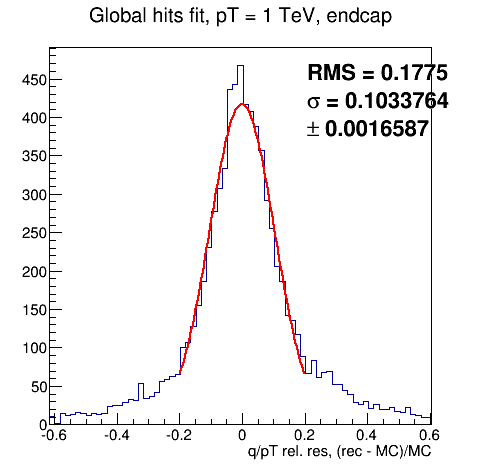 Global hits fit, pT = 1 TeV, endcap
RMS = 0.1775
σ = 0.1033764
± 0.0016587
450
400
350
300
250
200
150
100
50
0
-0.6 -0.4 -0.2 0 0.2 0.4 0.6
q/pT rel. res, (rec - MC)/MC